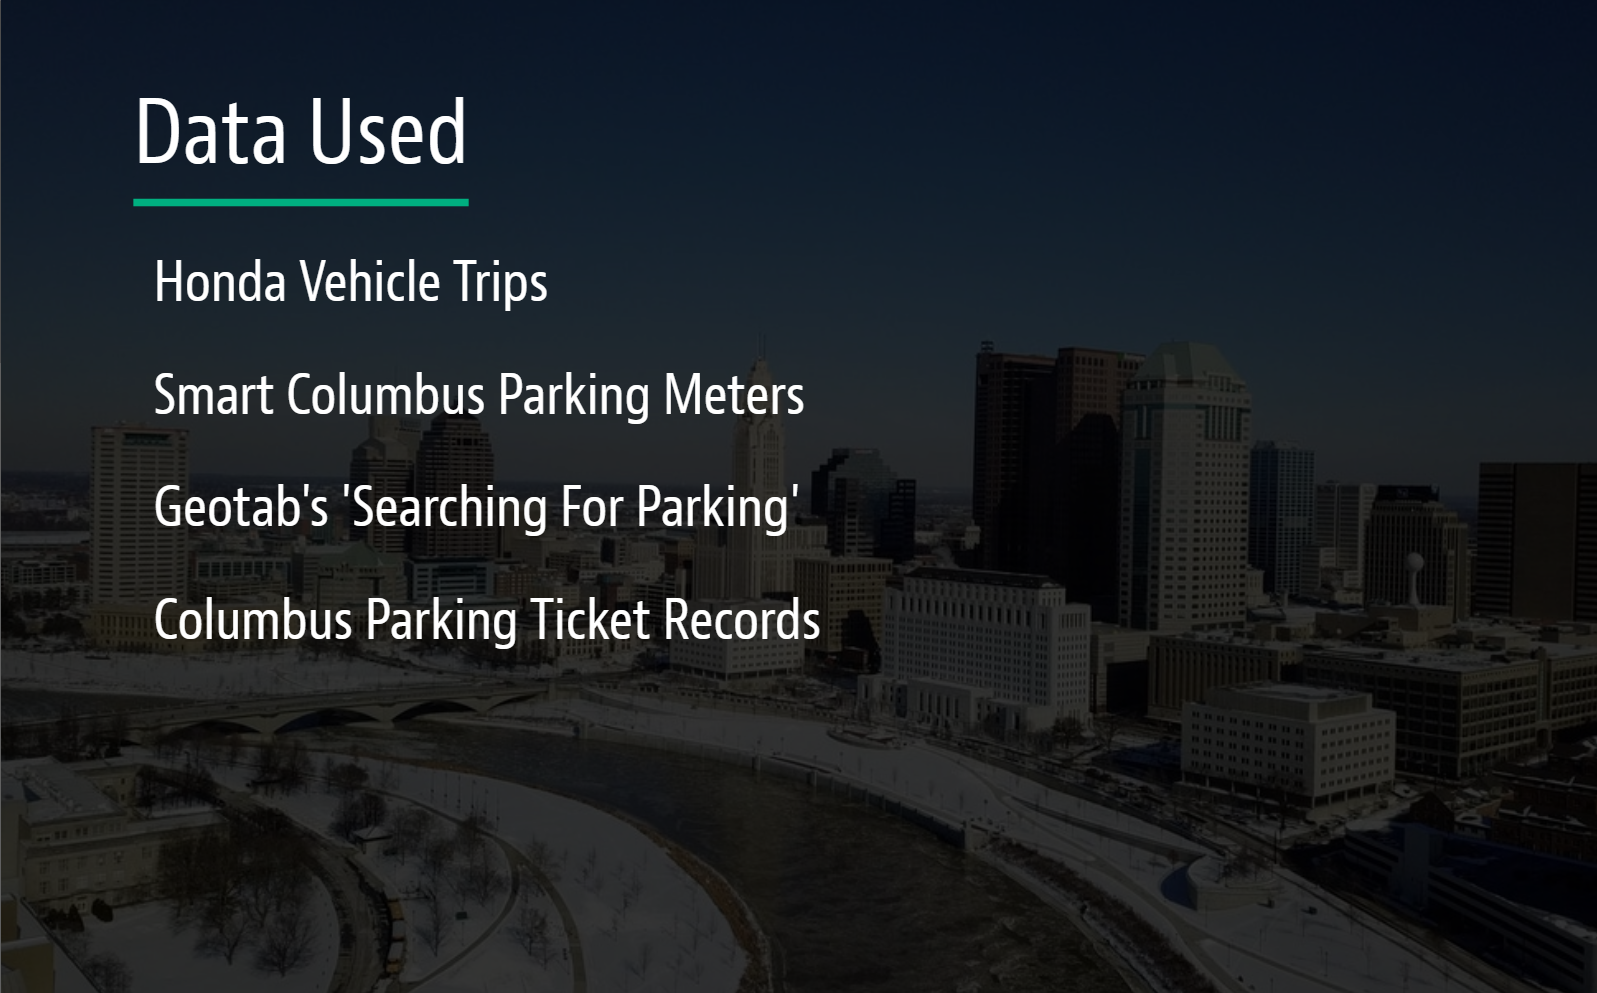 Data Used
Honda Vehicle Trips
Smart Columbus Parking Meters
Geotab's 'Searching For Parking'
Columbus Parking Ticket Records